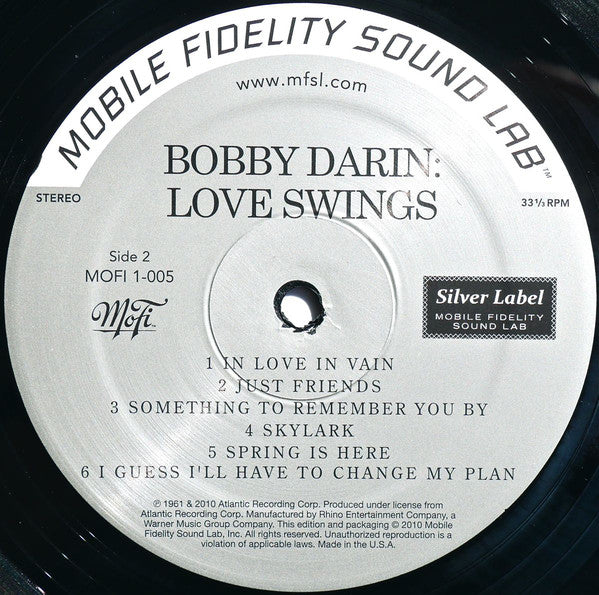 MOBILE FIDELITY SOUND LAB™
www.mfsl.com
BOBBY DARIN:
LOVE SWINGS
STEREO
33 1/3 RPM
Side 2
MOFI 1-005
MoFi™
Silver Label
MOBILE FIDELITY
SOUND LAB
1 IN LOVE IN VAIN
2 JUST FRIENDS
3 SOMETHING TO REMEMBER YOU BY
4 SKYLARK
5 SPRING IS HERE
6 I GUESS I'LL HAVE TO CHANGE MY PLAN
℗ 1961 & 2010 Atlantic Recording Corp. Produced under license from
Atlantic Recording Corp. Manufactured by Rhino Entertainment Company, a
Warner Music Group Company. This edition and packaging © 2010 Mobile
Fidelity Sound Lab, Inc. All rights reserved. Unauthorized reproduction is a
violation of applicable laws. Made in the U.S.A.